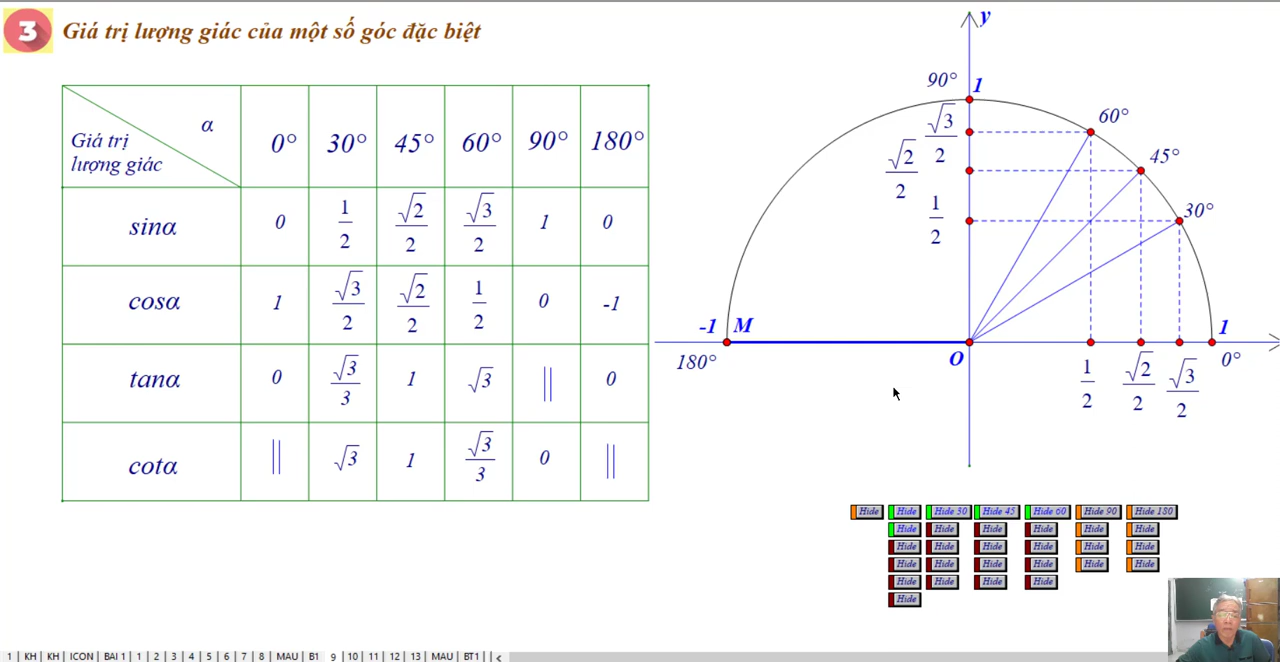 3 Giá trị lượng giác của một số góc đặc biệt
α
Giá trị
lượng giác
0° 30° 45° 60° 90° 180°
sinα 0 1/2 √2/2 √3/2 1 0
cosα 1 √3/2 √2/2 1/2 0 -1
tanα 0 √3/3 1 √3 || 0
cotα || √3 1 √3/3 0 ||
y
90° 1
60°
√3/2
45°
√2/2
30°
1/2
-1 M
1
180°
O
0°
1/2 √2/2 √3/2
Hide Hide Hide 30 Hide 45 Hide 60 Hide 90 Hide 180
Hide Hide Hide Hide Hide Hide
Hide Hide Hide Hide Hide Hide
Hide Hide Hide Hide Hide Hide
Hide Hide Hide Hide
Hide
1 | KH | KH | ICON | BAI 1 | 1 | 2 | 3 | 4 | 5 | 6 | 7 | 8 | MAU | B1 9 | 10 | 11 | 12 | 13 | MAU | BT1 | | <